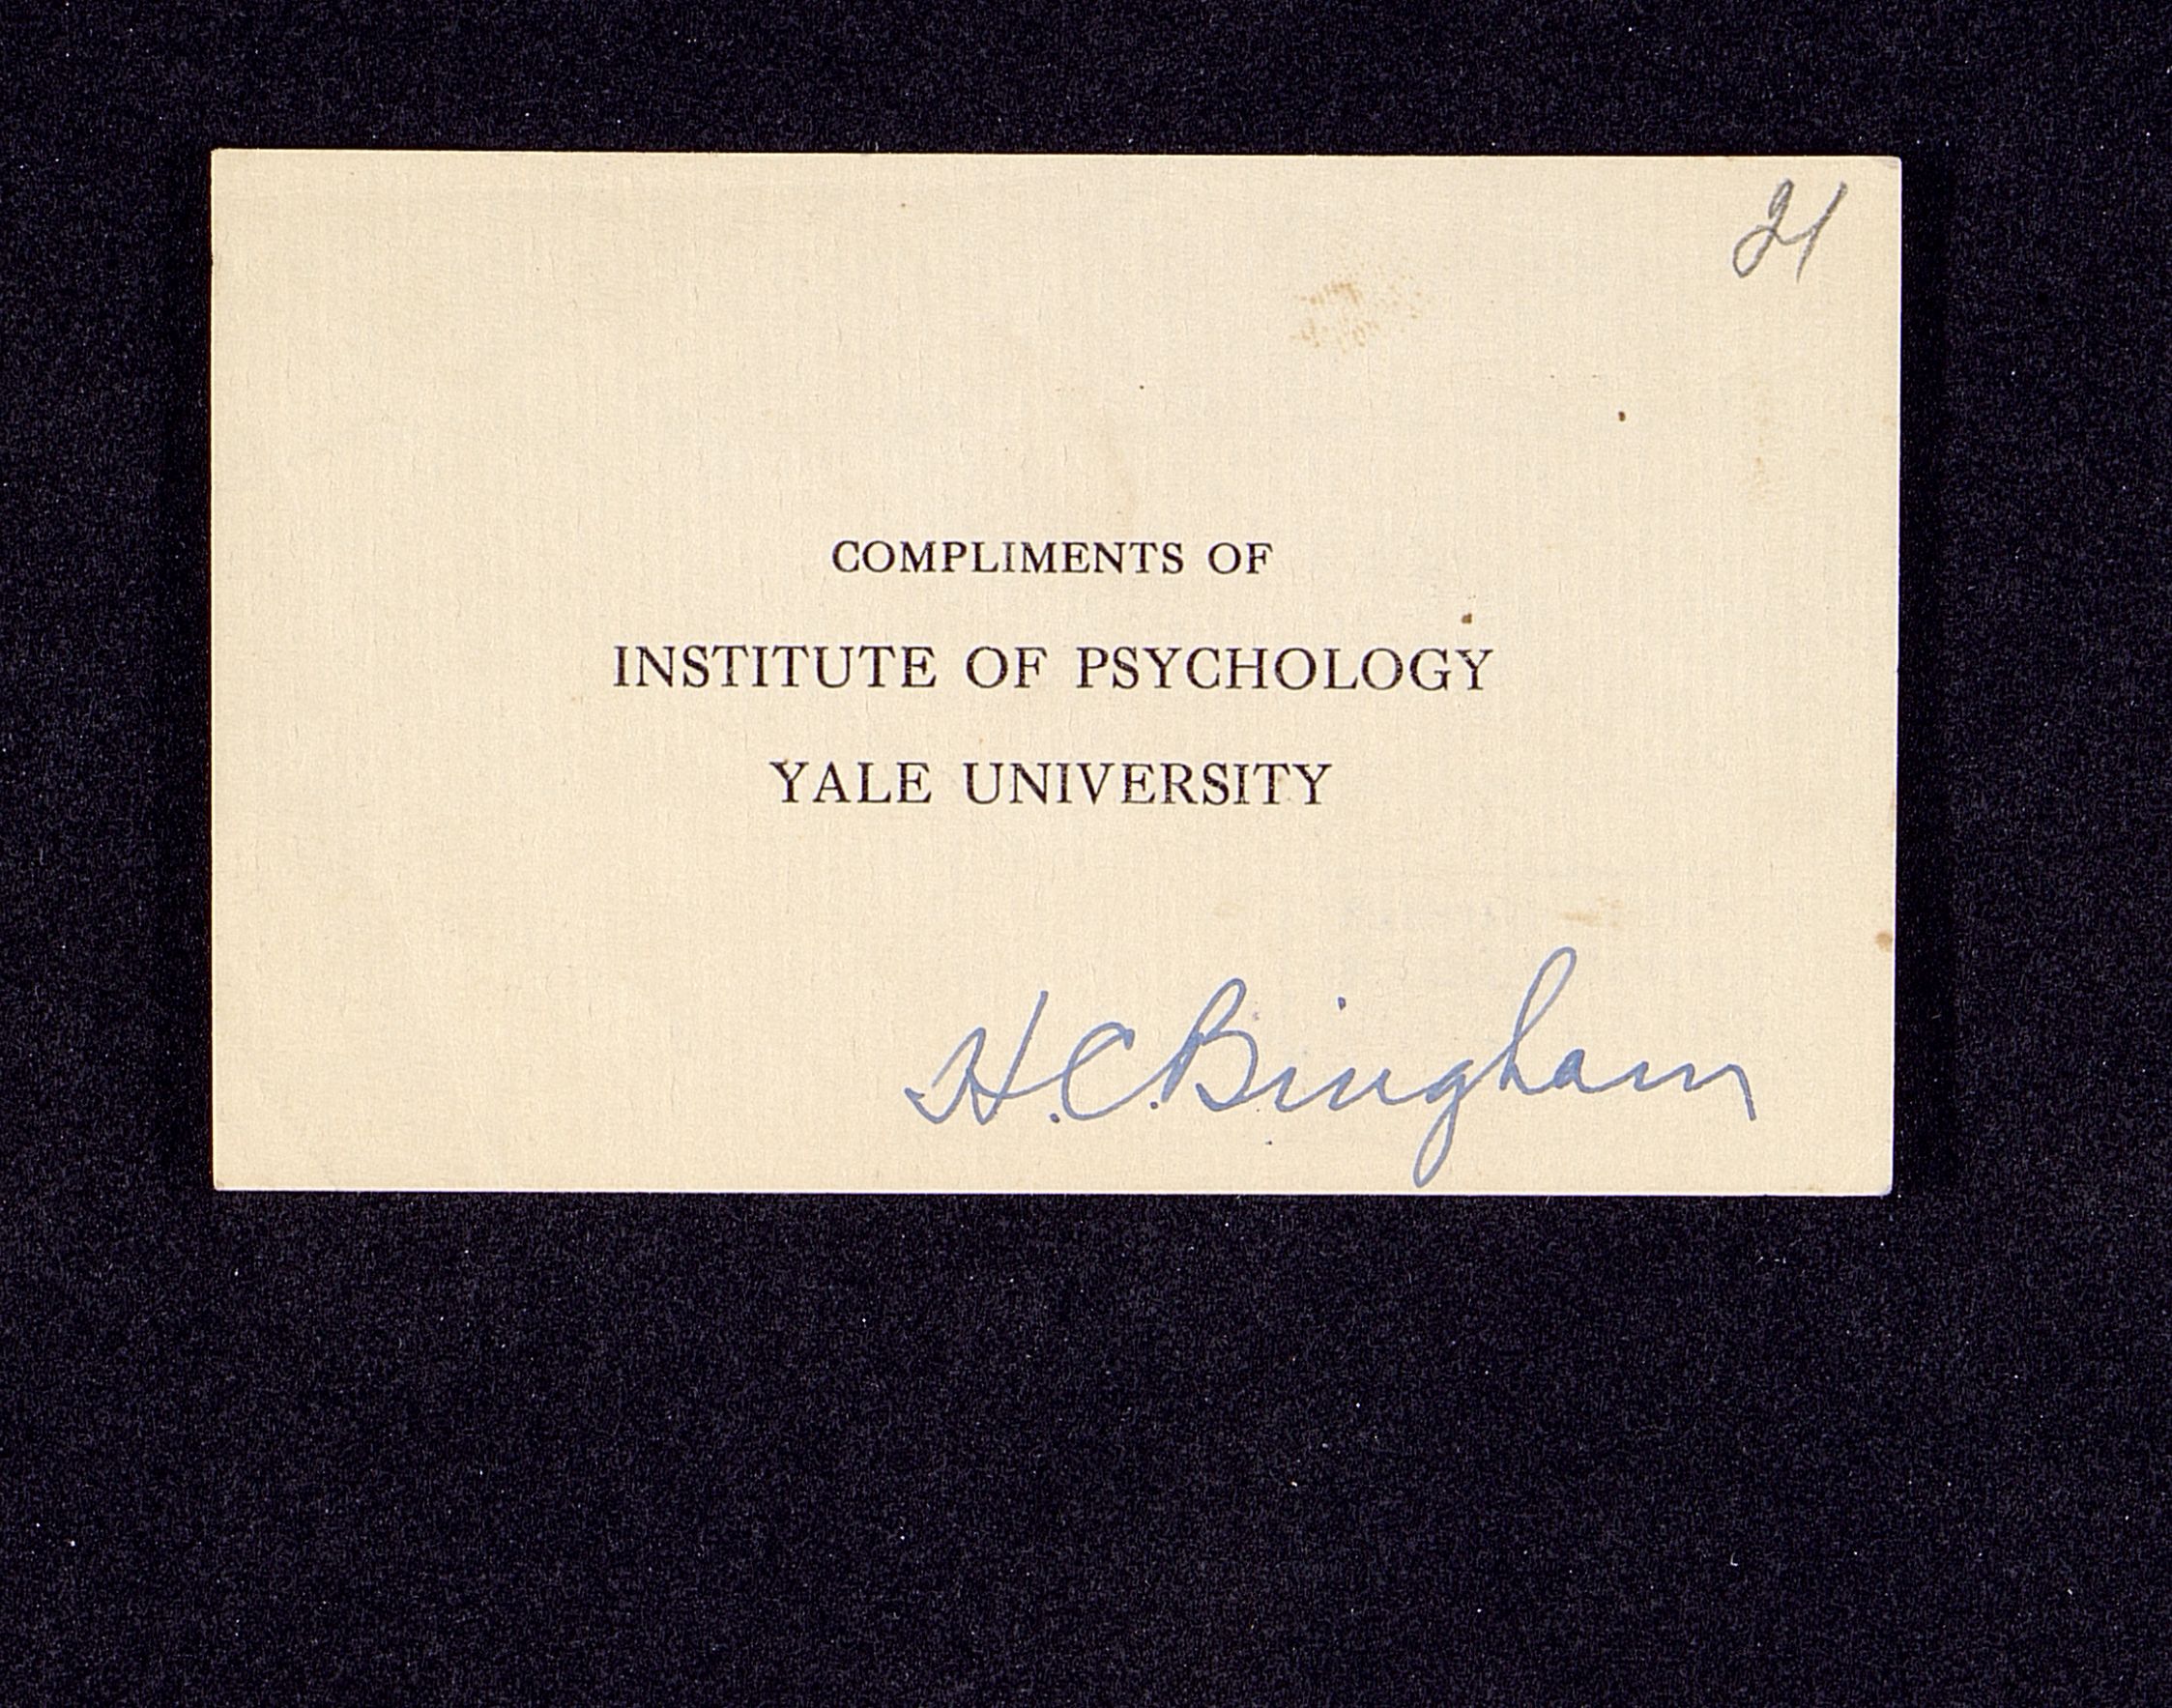 21
COMPLIMENTS OF
INSTITUTE OF PSYCHOLOGY
YALE UNIVERSITY
H.C.Bingham